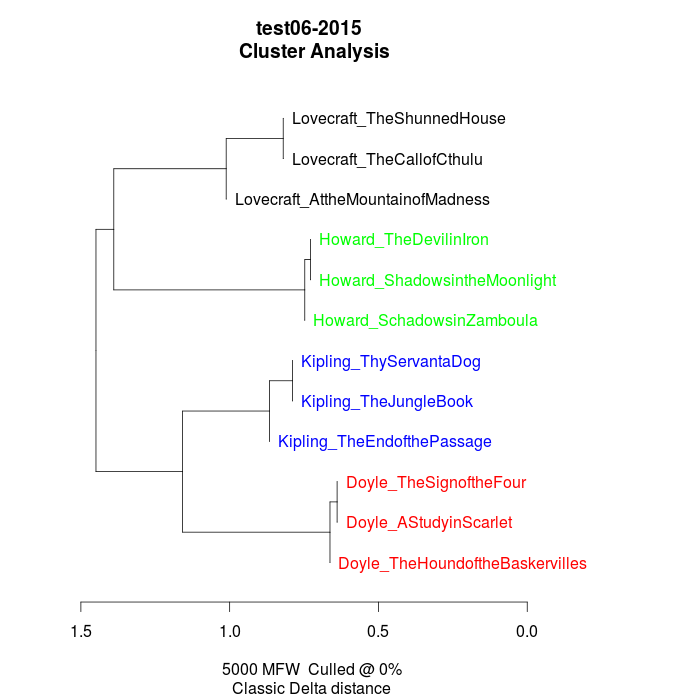 test06-2015
Cluster Analysis
Lovecraft_TheShunnedHouse
Lovecraft_TheCallofCthulu
Lovecraft_AttheMountainofMadness
Howard_TheDevilinIron
Howard_ShadowsintheMoonlight
Howard_SchadowsinZamboula
Kipling_ThyServantaDog
Kipling_TheJungleBook
Kipling_TheEndofthePassage
Doyle_TheSignoftheFour
Doyle_AStudyinScarlet
Doyle_TheHoundoftheBaskervilles
1.5 1.0 0.5 0.0
5000 MFW Culled @ 0%
Classic Delta distance